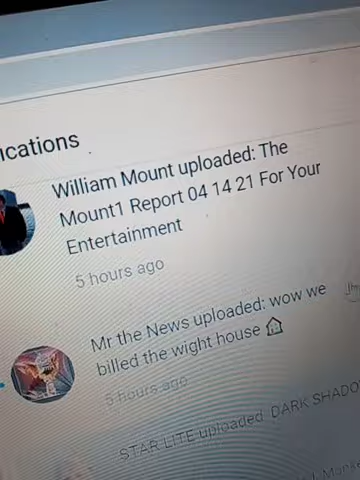 ications
William Mount uploaded: The
Mount1 Report 04 14 21 For Your
Entertainment
5 hours ago
Mr the News uploaded: wow we
billed the wight house 🏠
5 hours ago
STAR LITE uploaded: DARK SHADO